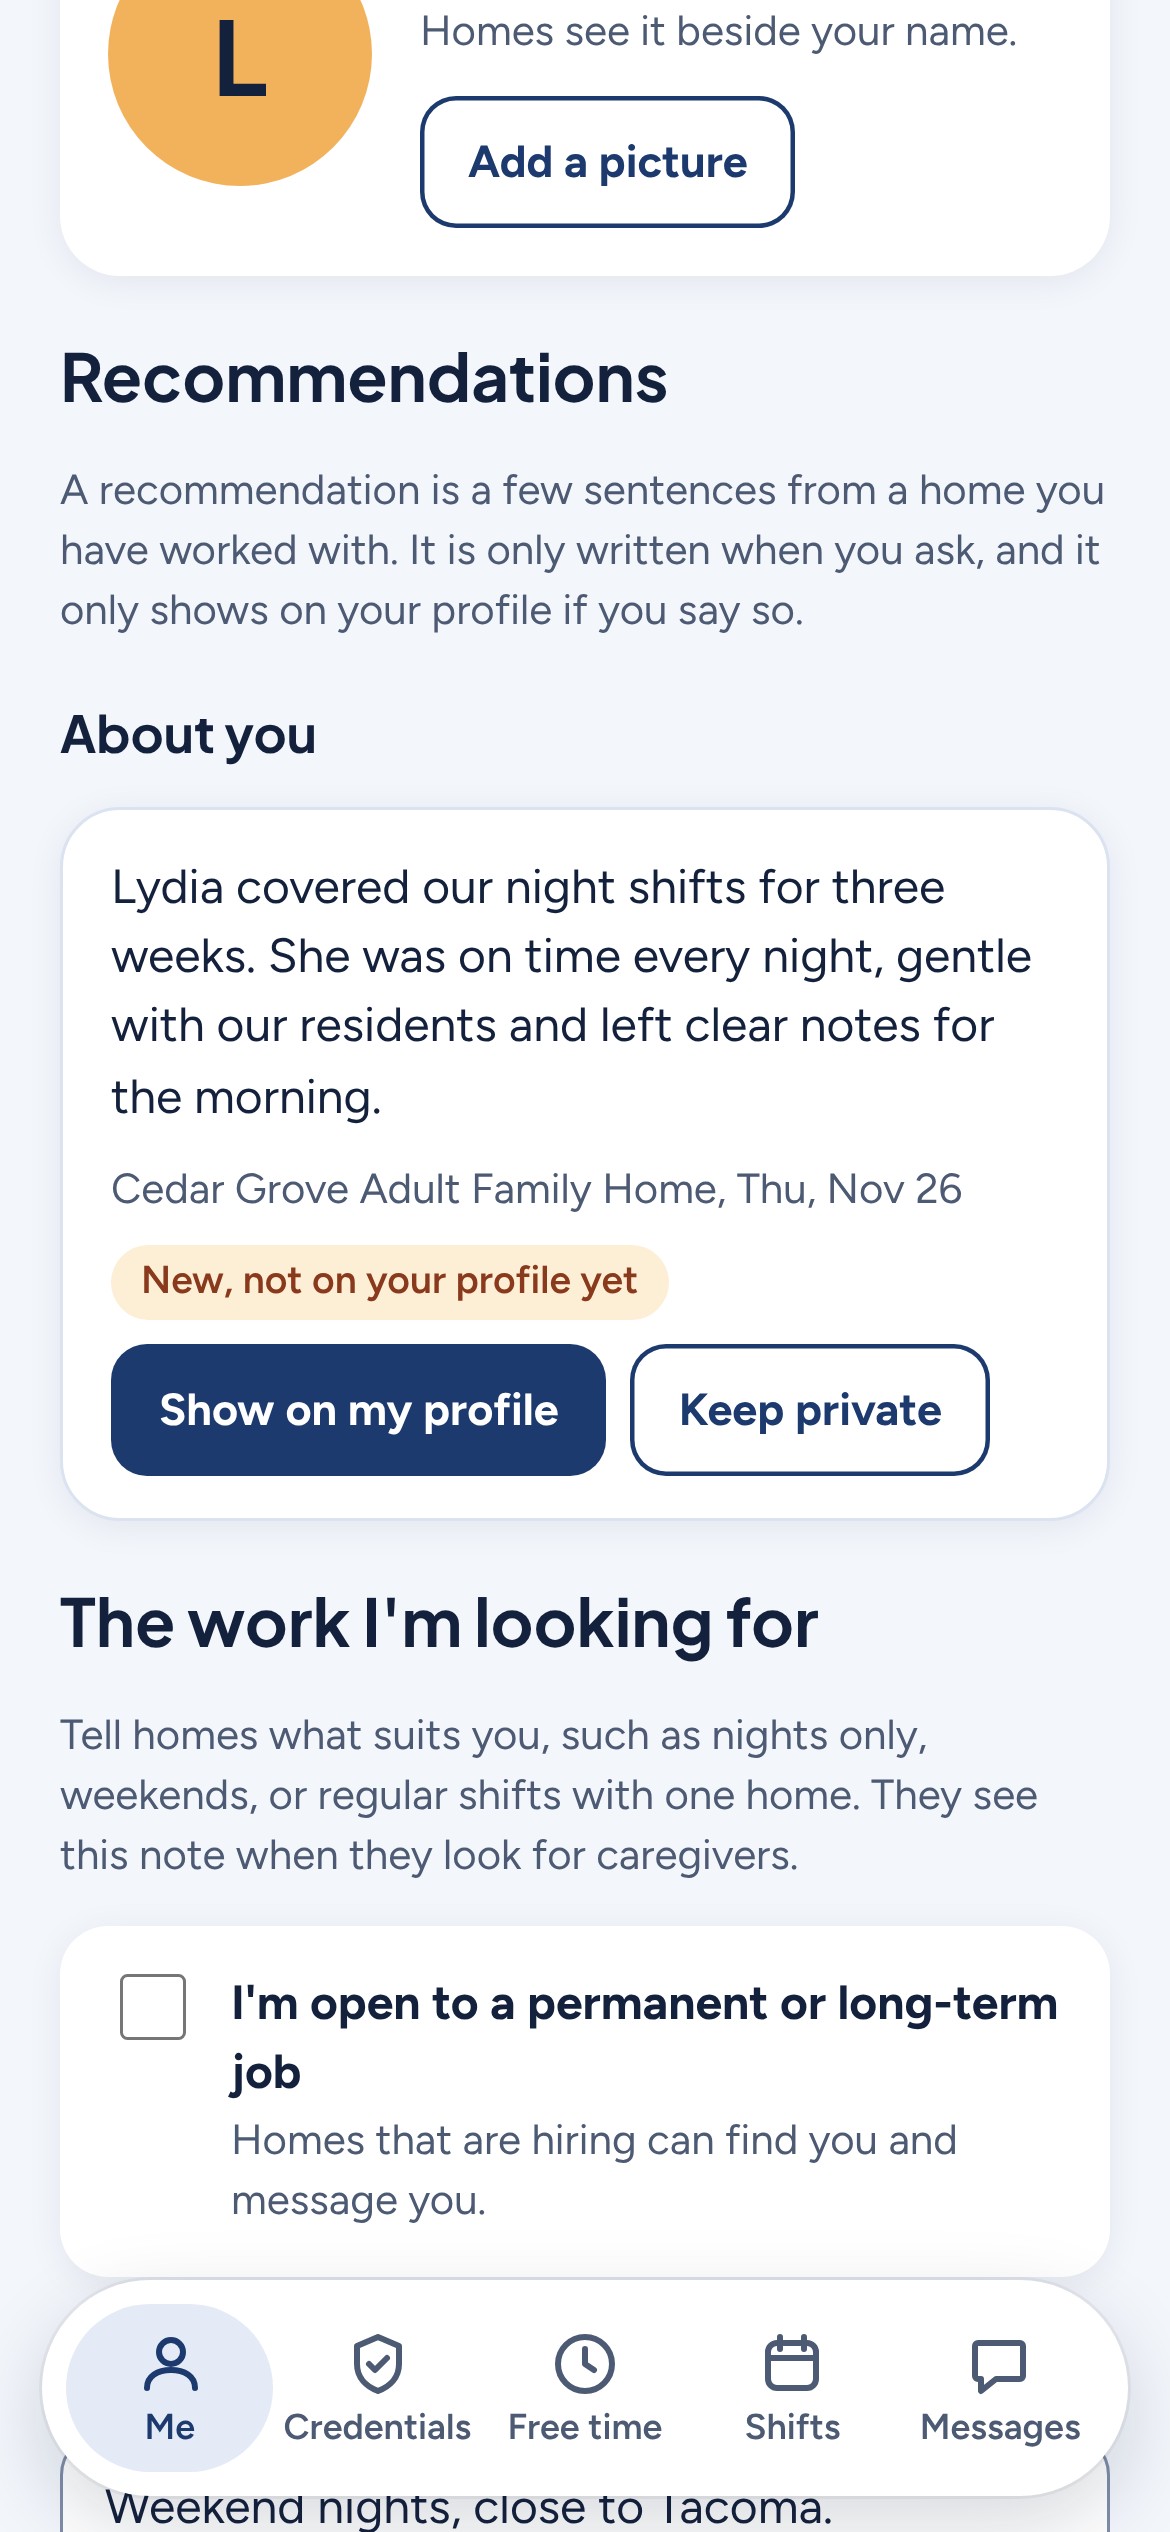 L
Homes see it beside your name.
Add a picture
Recommendations
A recommendation is a few sentences from a home you
have worked with. It is only written when you ask, and it
only shows on your profile if you say so.
About you
Lydia covered our night shifts for three
weeks. She was on time every night, gentle
with our residents and left clear notes for
the morning.
Cedar Grove Adult Family Home, Thu, Nov 26
New, not on your profile yet
Show on my profile
Keep private
The work I'm looking for
Tell homes what suits you, such as nights only,
weekends, or regular shifts with one home. They see
this note when they look for caregivers.
I'm open to a permanent or long-term
job
Homes that are hiring can find you and
message you.
Me
Credentials
Free time
Shifts
Messages
Weekend nights, close to Tacoma.